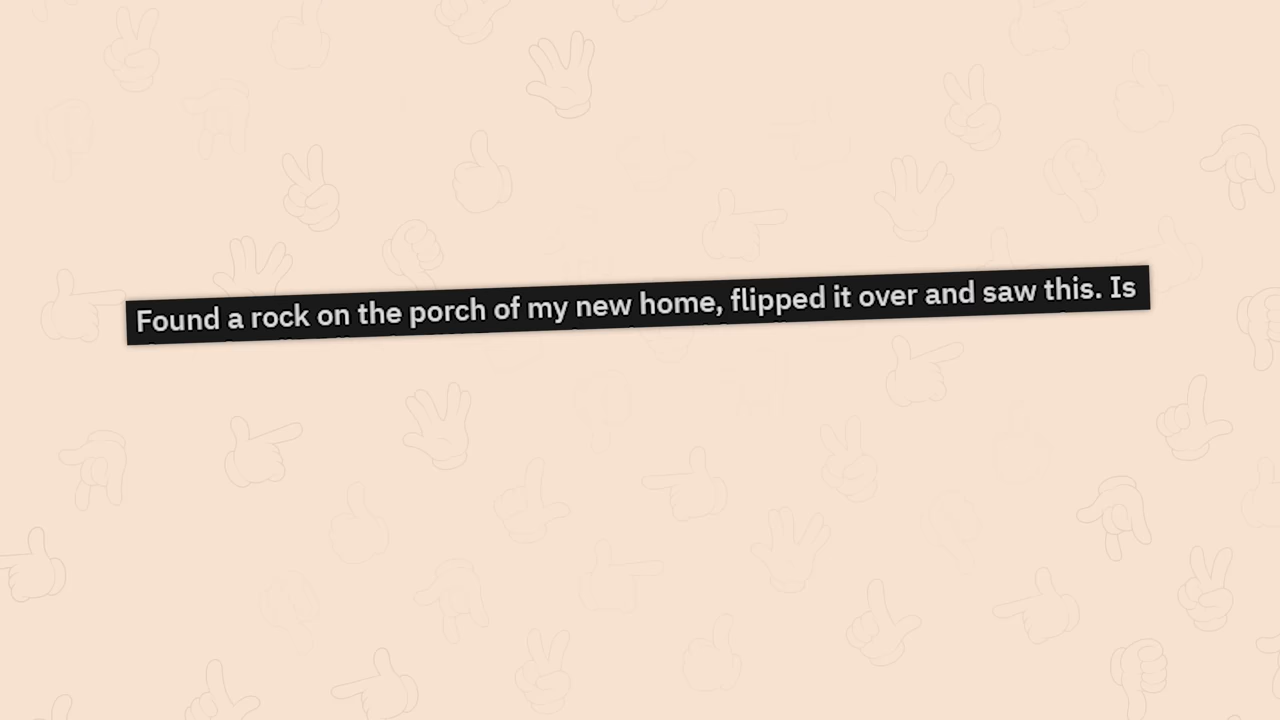 Found a rock on the porch of my new home, flipped it over and saw this. Is